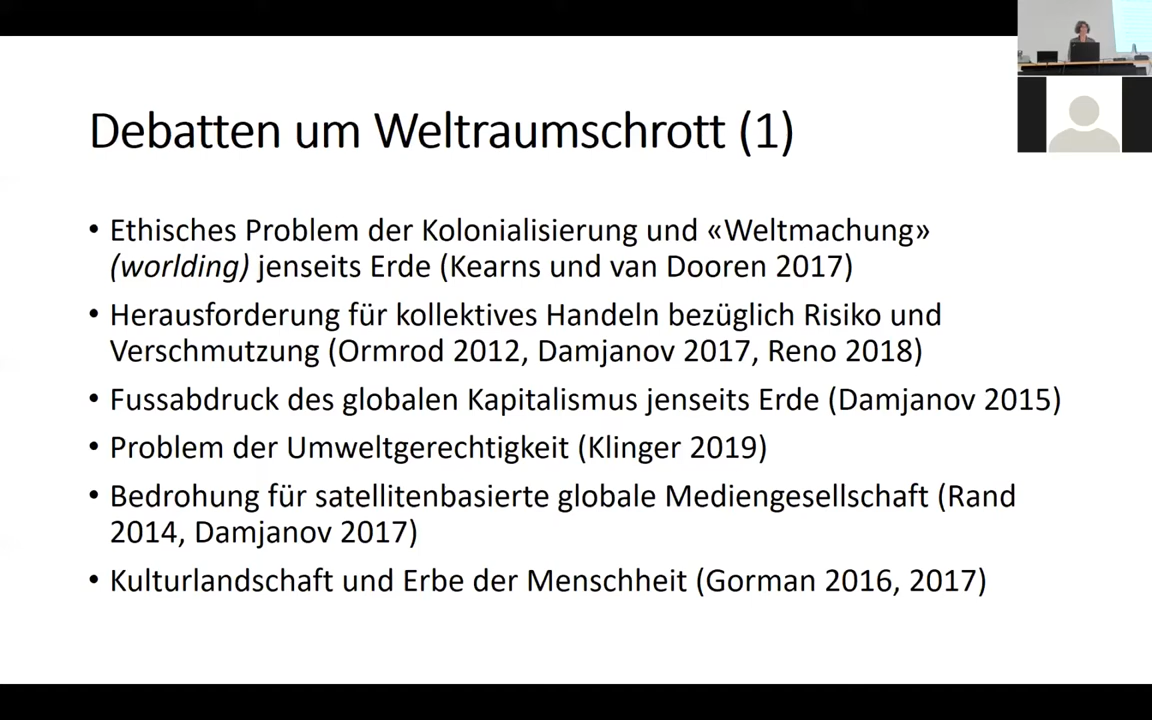 Debatten um Weltraumschrott (1)
• Ethisches Problem der Kolonialisierung und «Weltmachung»
(worlding) jenseits Erde (Kearns und van Dooren 2017)
• Herausforderung für kollektives Handeln bezüglich Risiko und
Verschmutzung (Ormrod 2012, Damjanov 2017, Reno 2018)
• Fussabdruck des globalen Kapitalismus jenseits Erde (Damjanov 2015)
• Problem der Umweltgerechtigkeit (Klinger 2019)
• Bedrohung für satellitenbasierte globale Mediengesellschaft (Rand
2014, Damjanov 2017)
• Kulturlandschaft und Erbe der Menschheit (Gorman 2016, 2017)